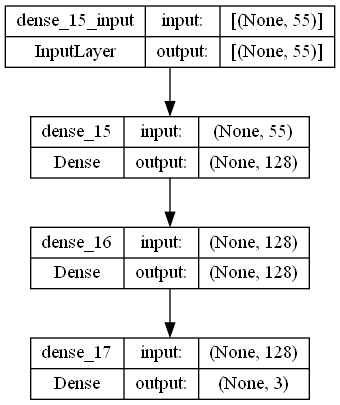 dense_15_input input: [(None, 55)]
InputLayer output: [(None, 55)]
dense_15 input: (None, 55)
Dense output: (None, 128)
dense_16 input: (None, 128)
Dense output: (None, 128)
dense_17 input: (None, 128)
Dense output: (None, 3)